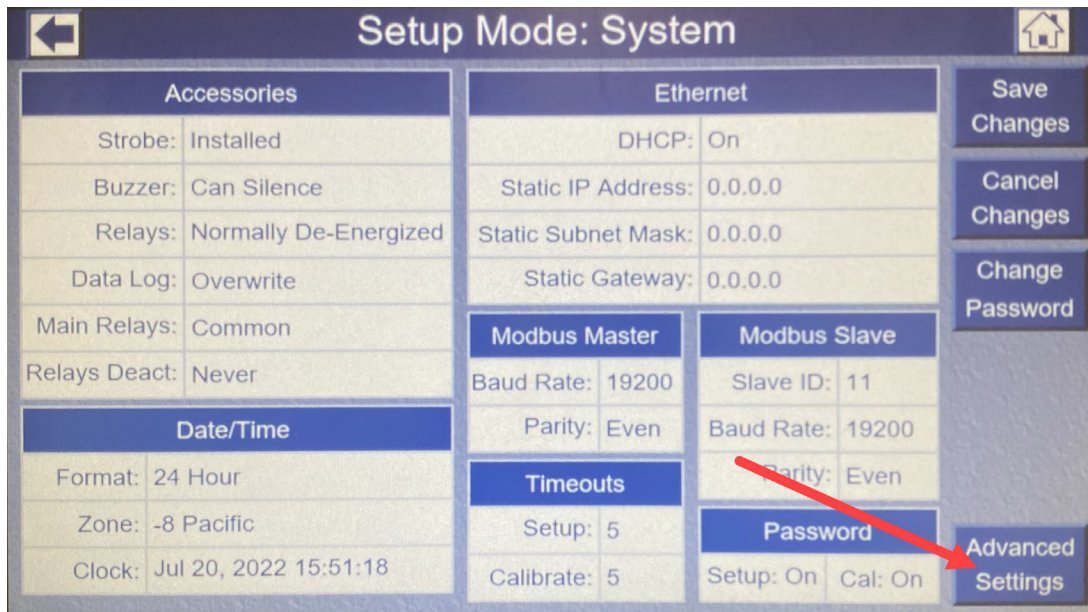 Setup Mode: System
Accessories
Strobe: Installed
Buzzer: Can Silence
Relays: Normally De-Energized
Data Log: Overwrite
Main Relays: Common
Relays Deact: Never
Date/Time
Format: 24 Hour
Zone: -8 Pacific
Clock: Jul 20, 2022 15:51:18
Ethernet
DHCP: On
Static IP Address: 0.0.0.0
Static Subnet Mask: 0.0.0.0
Static Gateway: 0.0.0.0
Modbus Master
Baud Rate: 19200
Parity: Even
Timeouts
Setup: 5
Calibrate: 5
Modbus Slave
Slave ID: 11
Baud Rate: 19200
Parity: Even
Password
Setup: On Cal: On
Save
Changes
Cancel
Changes
Change
Password
Advanced
Settings